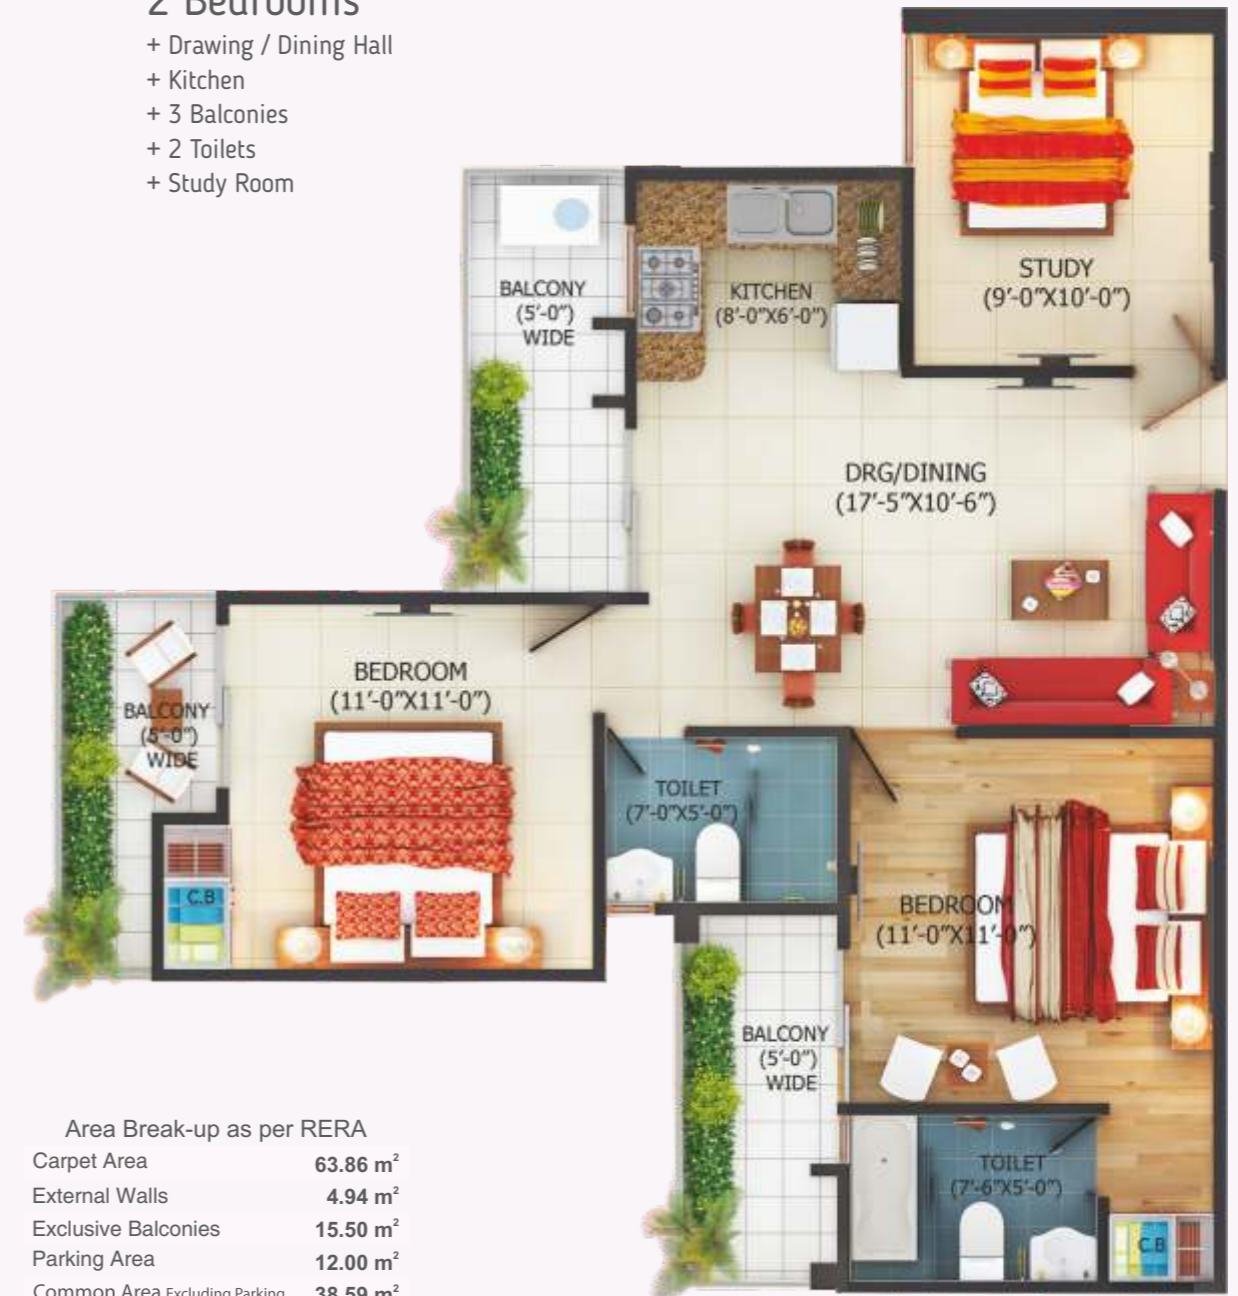 2 Bedrooms
+ Drawing / Dining Hall
+ Kitchen
+ 3 Balconies
+ 2 Toilets
+ Study Room
STUDY
(9'-0"X10'-0")
BALCONY
(5'-0")
WIDE
KITCHEN
(8'-0"X6'-0")
DRG/DINING
(17'-5"X10'-6")
BEDROOM
(11'-0"X11'-0")
BALCONY
(5'-0")
WIDE
C.B
TOILET
(7'-0"X5'-0")
BEDROOM
(11'-0"X11'-0")
BALCONY
(5'-0")
WIDE
TOILET
(7'-6"X5'-0")
C.B
Area Break-up as per RERA
Carpet Area 63.86 m²
External Walls 4.94 m²
Exclusive Balconies 15.50 m²
Parking Area 12.00 m²
Common Area Excluding Parking 38.59 m²